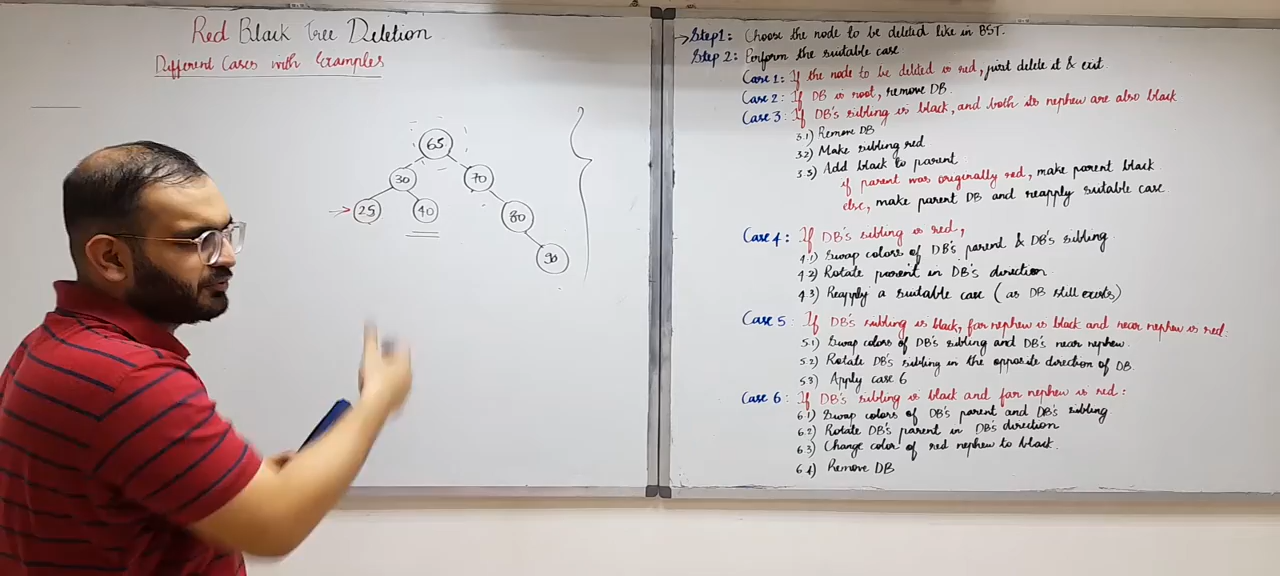 Red Black Tree Deletion
Different Cases with Examples
65
30 70
25 40 80
90
Step 1: Choose the node to be deleted like in BST.
Step 2: Perform the suitable case
Case 1: If the node to be deleted is red, just delete it & exit.
Case 2: If DB is root, remove DB.
Case 3: If DB's sibling is black, and both its nephew are also black
3.1) Remove DB
3.2) Make sibling red
3.3) Add black to parent
if parent was originally red, make parent black.
else, make parent DB and reapply suitable case.
Case 4: If DB's sibling is red,
4.1) Swap colors of DB's parent & DB's sibling
4.2) Rotate parent in DB's direction
4.3) Reapply a suitable case (as DB still exists)
Case 5: If DB's sibling is black, far nephew is black and near nephew is red.
5.1) Swap colors of DB's sibling and DB's near nephew.
5.2) Rotate DB's sibling in the opposite direction of DB.
5.3) Apply case 6
Case 6: If DB's sibling is black and far nephew is red:
6.1) Swap colors of DB's parent and DB's sibling
6.2) Rotate DB's parent in DB's direction
6.3) Change color of red nephew to black.
6.4) Remove DB